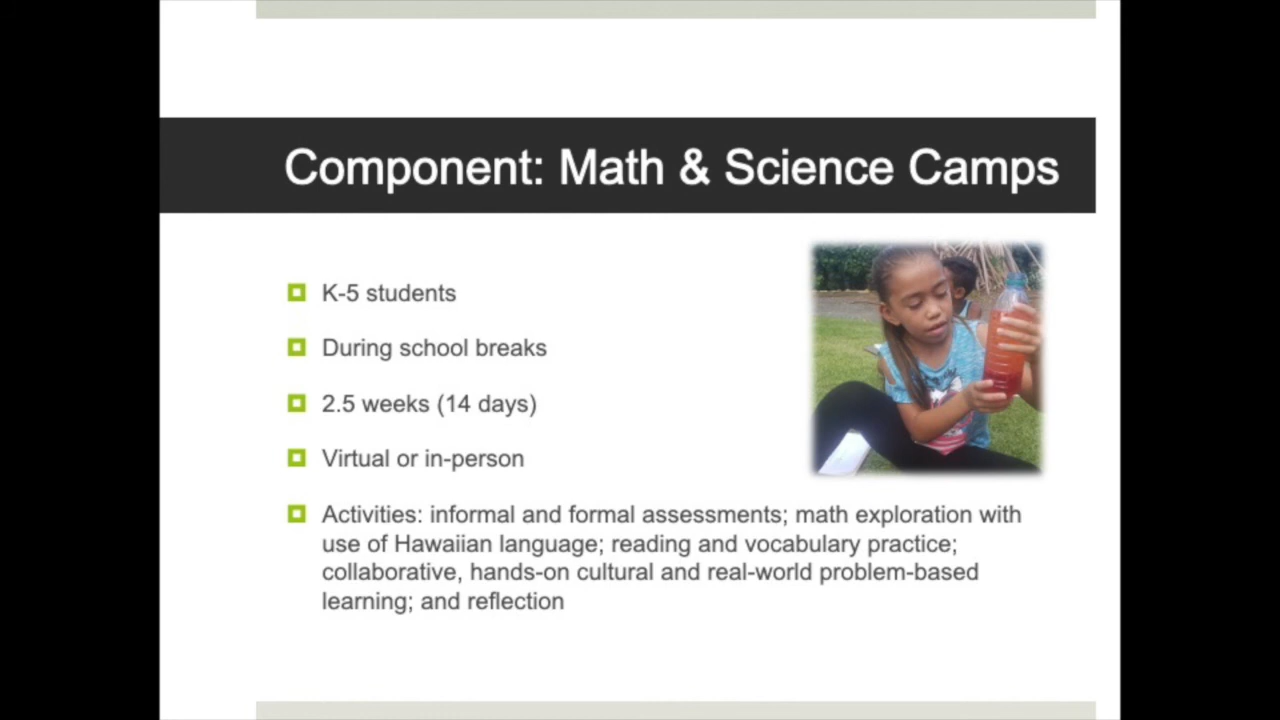 Component: Math & Science Camps
K-5 students
During school breaks
2.5 weeks (14 days)
Virtual or in-person
Activities: informal and formal assessments; math exploration with
use of Hawaiian language; reading and vocabulary practice;
collaborative, hands-on cultural and real-world problem-based
learning; and reflection